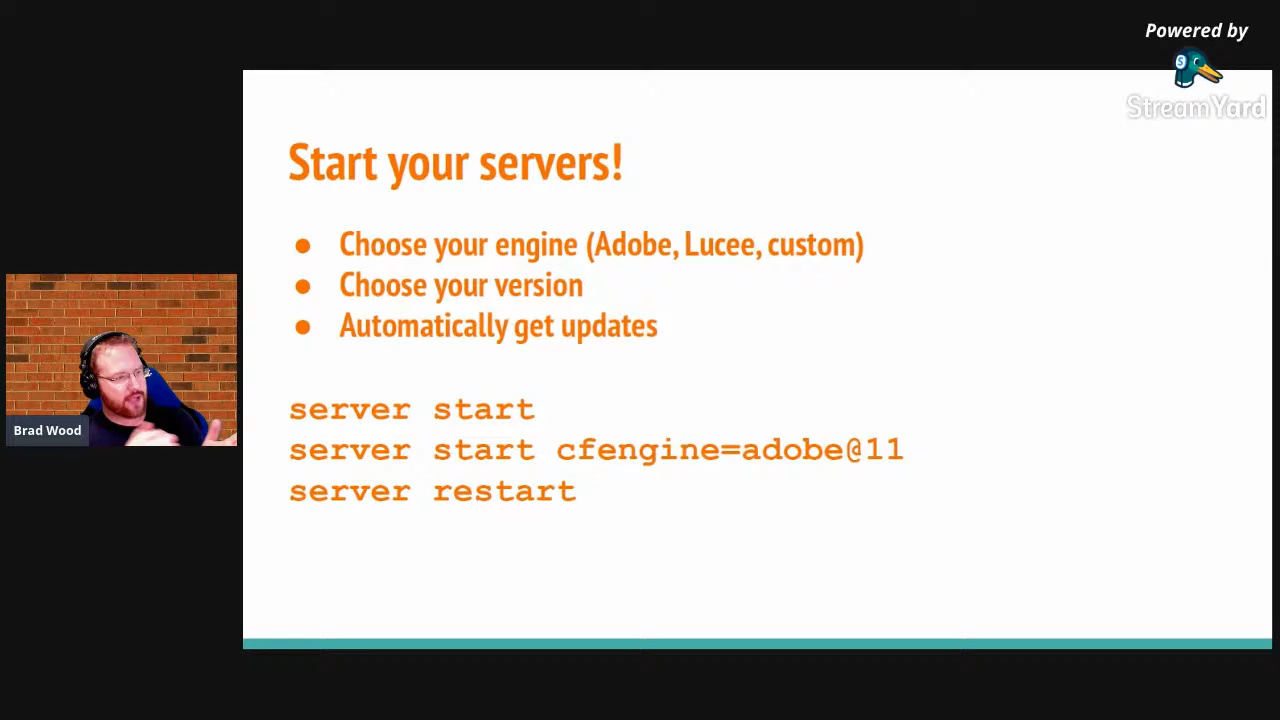 Powered by
StreamYard
Start your servers!
● Choose your engine (Adobe, Lucee, custom)
● Choose your version
● Automatically get updates
server start
server start cfengine=adobe@11
server restart
Brad Wood